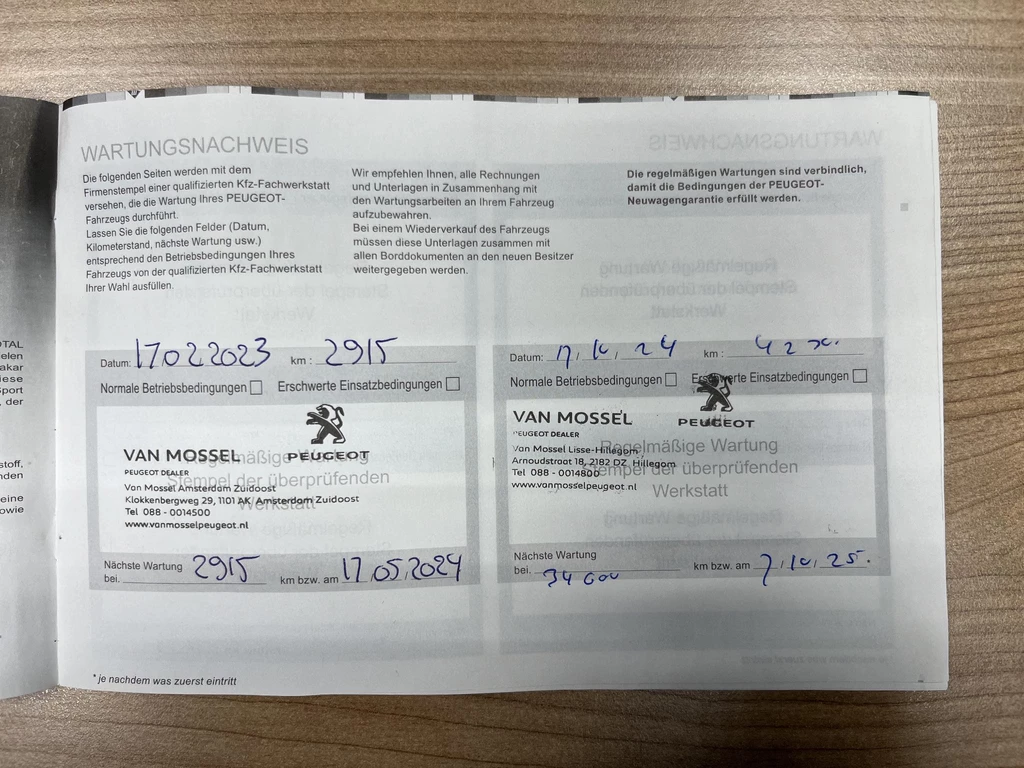 WARTUNGSNACHWEIS
Die folgenden Seiten werden mit dem
Firmenstempel einer qualifizierten Kfz-Fachwerkstatt
versehen, die die Wartung Ihres PEUGEOT-
Fahrzeugs durchführt.
Lassen Sie die folgenden Felder (Datum,
Kilometerstand, nächste Wartung usw.)
entsprechend den Betriebsbedingungen Ihres
Fahrzeugs von der qualifizierten Kfz-Fachwerkstatt
Ihrer Wahl ausfüllen.
Wir empfehlen Ihnen, alle Rechnungen
und Unterlagen in Zusammenhang mit
den Wartungsarbeiten an Ihrem Fahrzeug
aufzubewahren.
Bei einem Wiederverkauf des Fahrzeugs
müssen diese Unterlagen zusammen mit
allen Borddokumenten an den neuen Besitzer
weitergegeben werden.
Die regelmäßigen Wartungen sind verbindlich,
damit die Bedingungen der PEUGEOT-
Neuwagengarantie erfüllt werden.
Datum: 17022023 km : 2915
Normale Betriebsbedingungen Erschwerte Einsatzbedingungen
VAN MOSSEL PEUGEOT
PEUGEOT DEALER
Van Mossel Amsterdam Zuidoost
Klokkenbergweg 29, 1101 AK Amsterdam Zuidoost
Tel 088 - 0014500
www.vanmosselpeugeot.nl
Regelmäßige Wartung
Stempel der überprüfenden
Werkstatt
Nächste Wartung
bei. 2915 km bzw. am 17.05.2024
Datum: km :
Normale Betriebsbedingungen Erschwerte Einsatzbedingungen
VAN MOSSEL PEUGEOT
PEUGEOT DEALER
Van Mossel Lisse-Hillegom
Arnoudstraat 18, 2182 DZ Hillegom
Tel 088 - 0014800
www.vanmosselpeugeot.nl
Regelmäßige Wartung
Stempel der überprüfenden
Werkstatt
Nächste Wartung
bei. 34 000 km bzw. am 7, 10, 25.
* je nachdem was zuerst eintritt